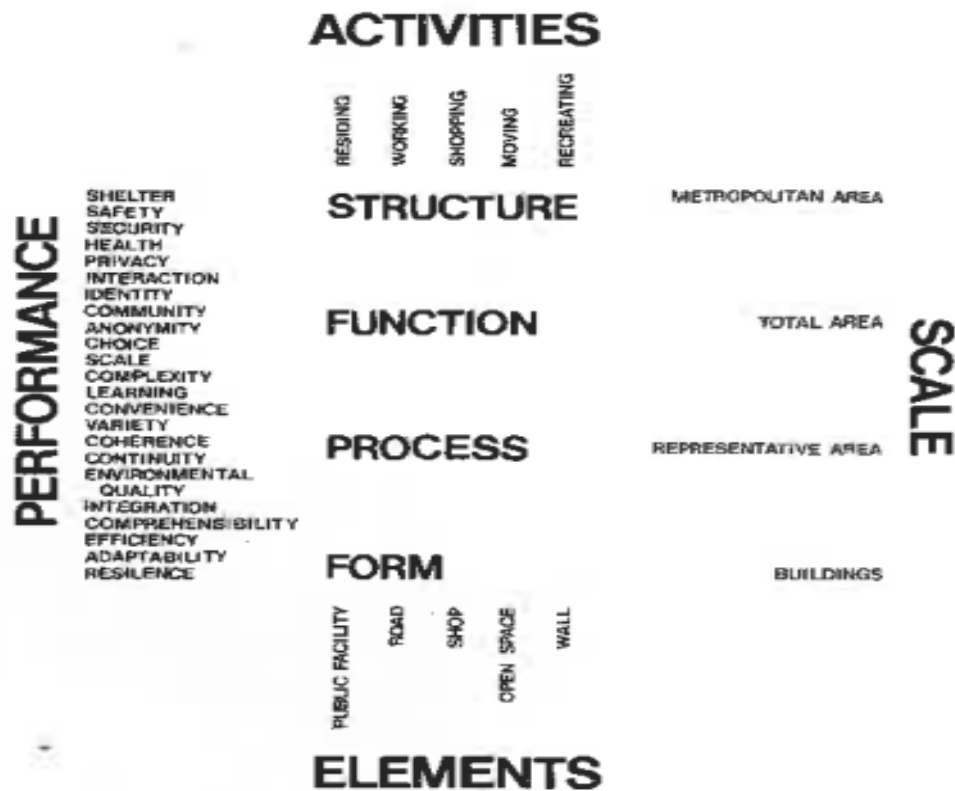 ACTIVITIES
RESIDING
WORKING
SHOPPING
MOVING
RECREATING
PERFORMANCE
SHELTER
SAFETY
SECURITY
HEALTH
PRIVACY
INTERACTION
IDENTITY
COMMUNITY
ANONYMITY
CHOICE
SCALE
COMPLEXITY
LEARNING
CONVENIENCE
VARIETY
COHERENCE
CONTINUITY
ENVIRONMENTAL
QUALITY
INTEGRATION
COMPREHENSIBILITY
EFFICIENCY
ADAPTABILITY
RESILENCE
STRUCTURE
FUNCTION
PROCESS
FORM
METROPOLITAN AREA
TOTAL AREA
REPRESENTATIVE AREA
BUILDINGS
SCALE
PUBLIC FACILITY
ROAD
SHOP
OPEN SPACE
WALL
ELEMENTS